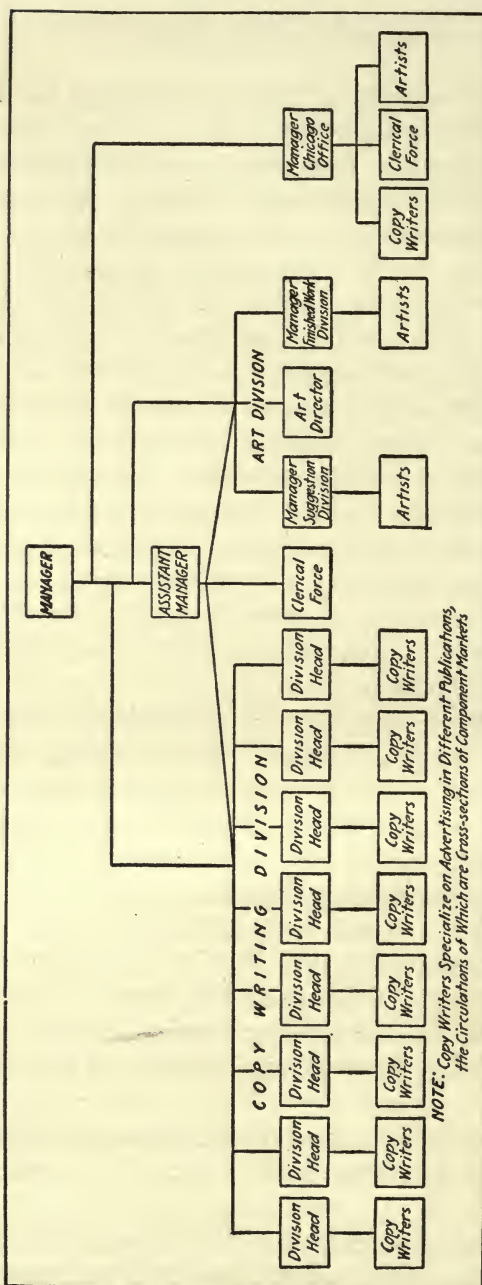 MANAGER
ASSISTANT
MANAGER
COPY WRITING DIVISION
ART DIVISION
Division
Head
Division
Head
Division
Head
Division
Head
Division
Head
Division
Head
Division
Head
Division
Head
Clerical
Force
Manager
Suggestion
Division
Art
Director
Manager
Finished Work
Division
Manager
Chicago
Office
Copy
Writers
Copy
Writers
Copy
Writers
Copy
Writers
Copy
Writers
Copy
Writers
Copy
Writers
Copy
Writers
Artists
Artists
Copy
Writers
Clerical
Force
Artists
NOTE: Copy Writers Specialize on Advertising in Different Publications,
the Circulations of Which are Cross-sections of Component Markets